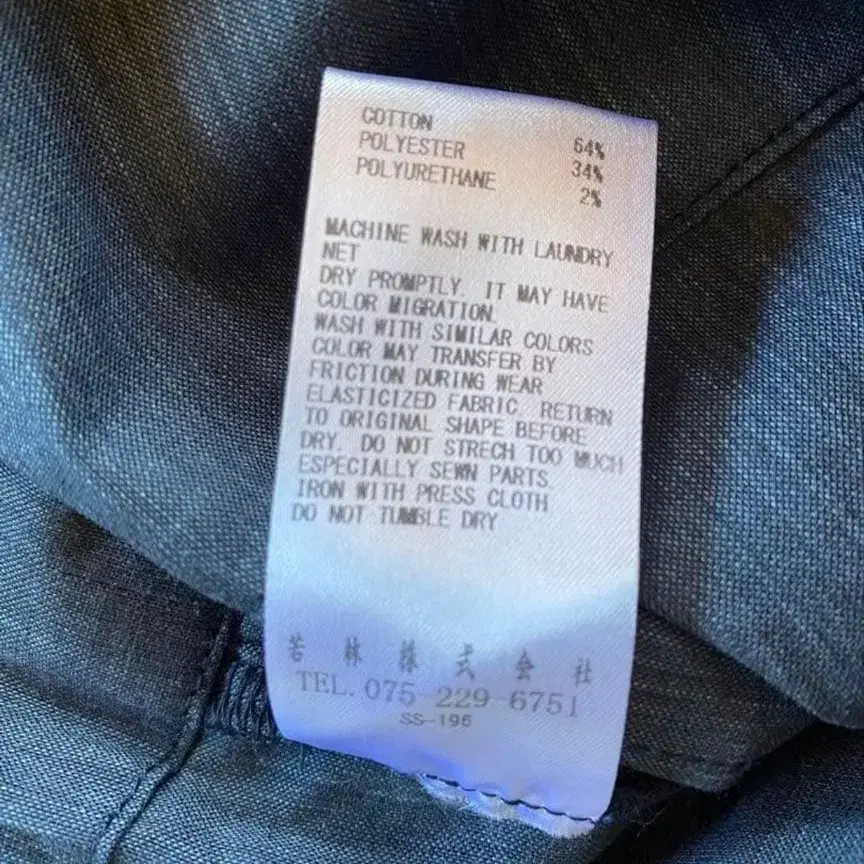 COTTON 64%
POLYESTER 34%
POLYURETHANE 2%
MACHINE WASH WITH LAUNDRY
NET
DRY PROMPTLY. IT MAY HAVE
COLOR MIGRATION.
WASH WITH SIMILAR COLORS
COLOR MAY TRANSFER BY
FRICTION DURING WEAR
ELASTICIZED FABRIC. RETURN
TO ORIGINAL SHAPE BEFORE
DRY. DO NOT STRECH TOO MUCH
ESPECIALLY SEWN PARTS.
IRON WITH PRESS CLOTH
DO NOT TUMBLE DRY
若林株式会社
TEL. 075-229-6751
SS-196